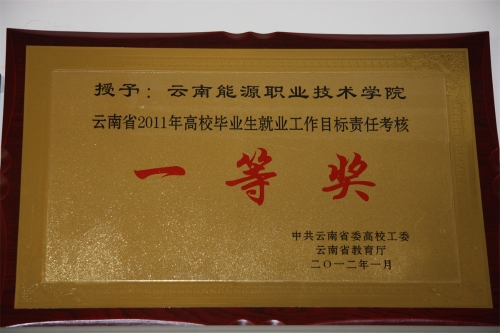 授予：云南能源职业技术学院
云南省2011年高校毕业生就业工作目标责任考核
一等奖
中共云南省委高校工委
云南省教育厅
二〇一二年一月